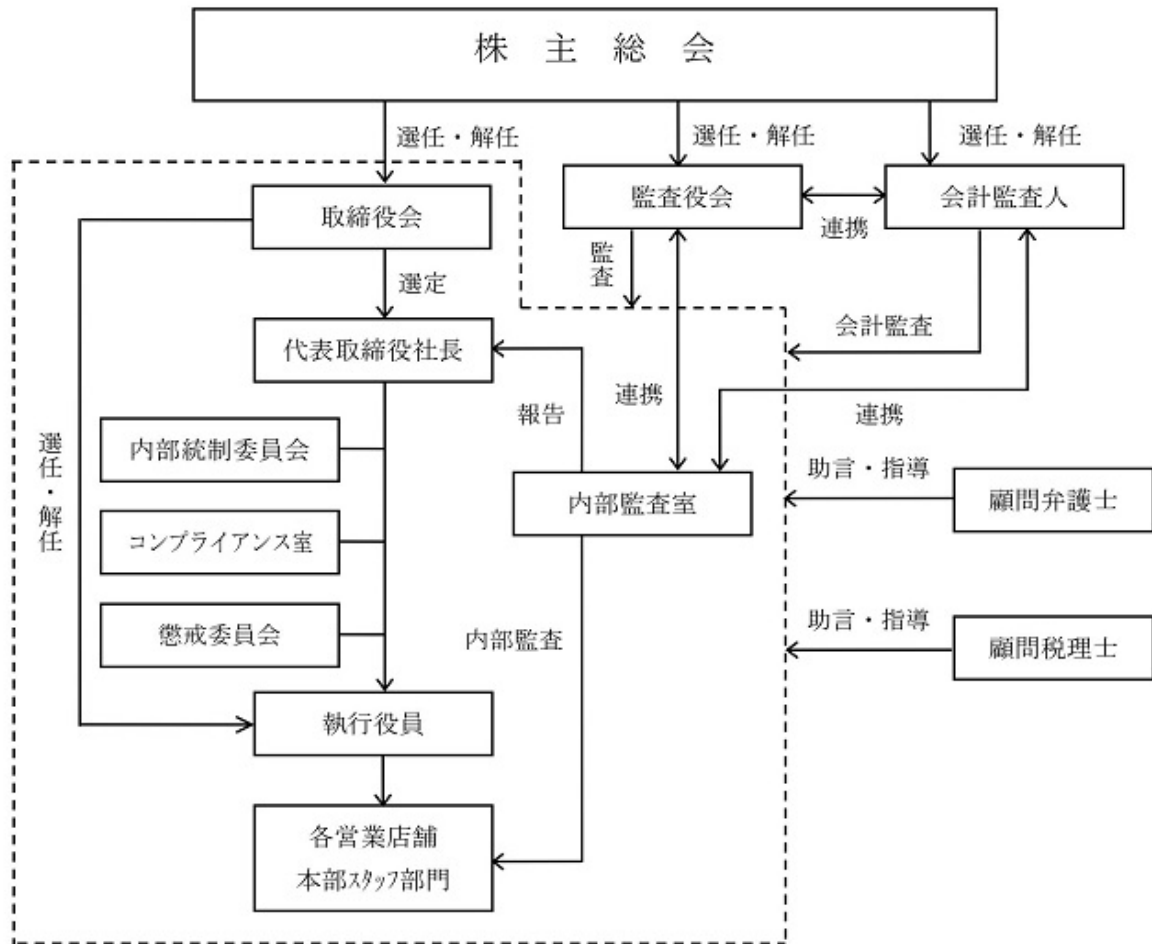 株主総会
選任・解任
選任・解任
選任・解任
取締役会
監査役会
連携
会計監査人
選定
監査
会計監査
代表取締役社長
報告
連携
連携
選任・解任
内部統制委員会
コンプライアンス室
懲戒委員会
内部監査室
助言・指導
顧問弁護士
内部監査
助言・指導
顧問税理士
執行役員
各営業店舗
本部スタッフ部門